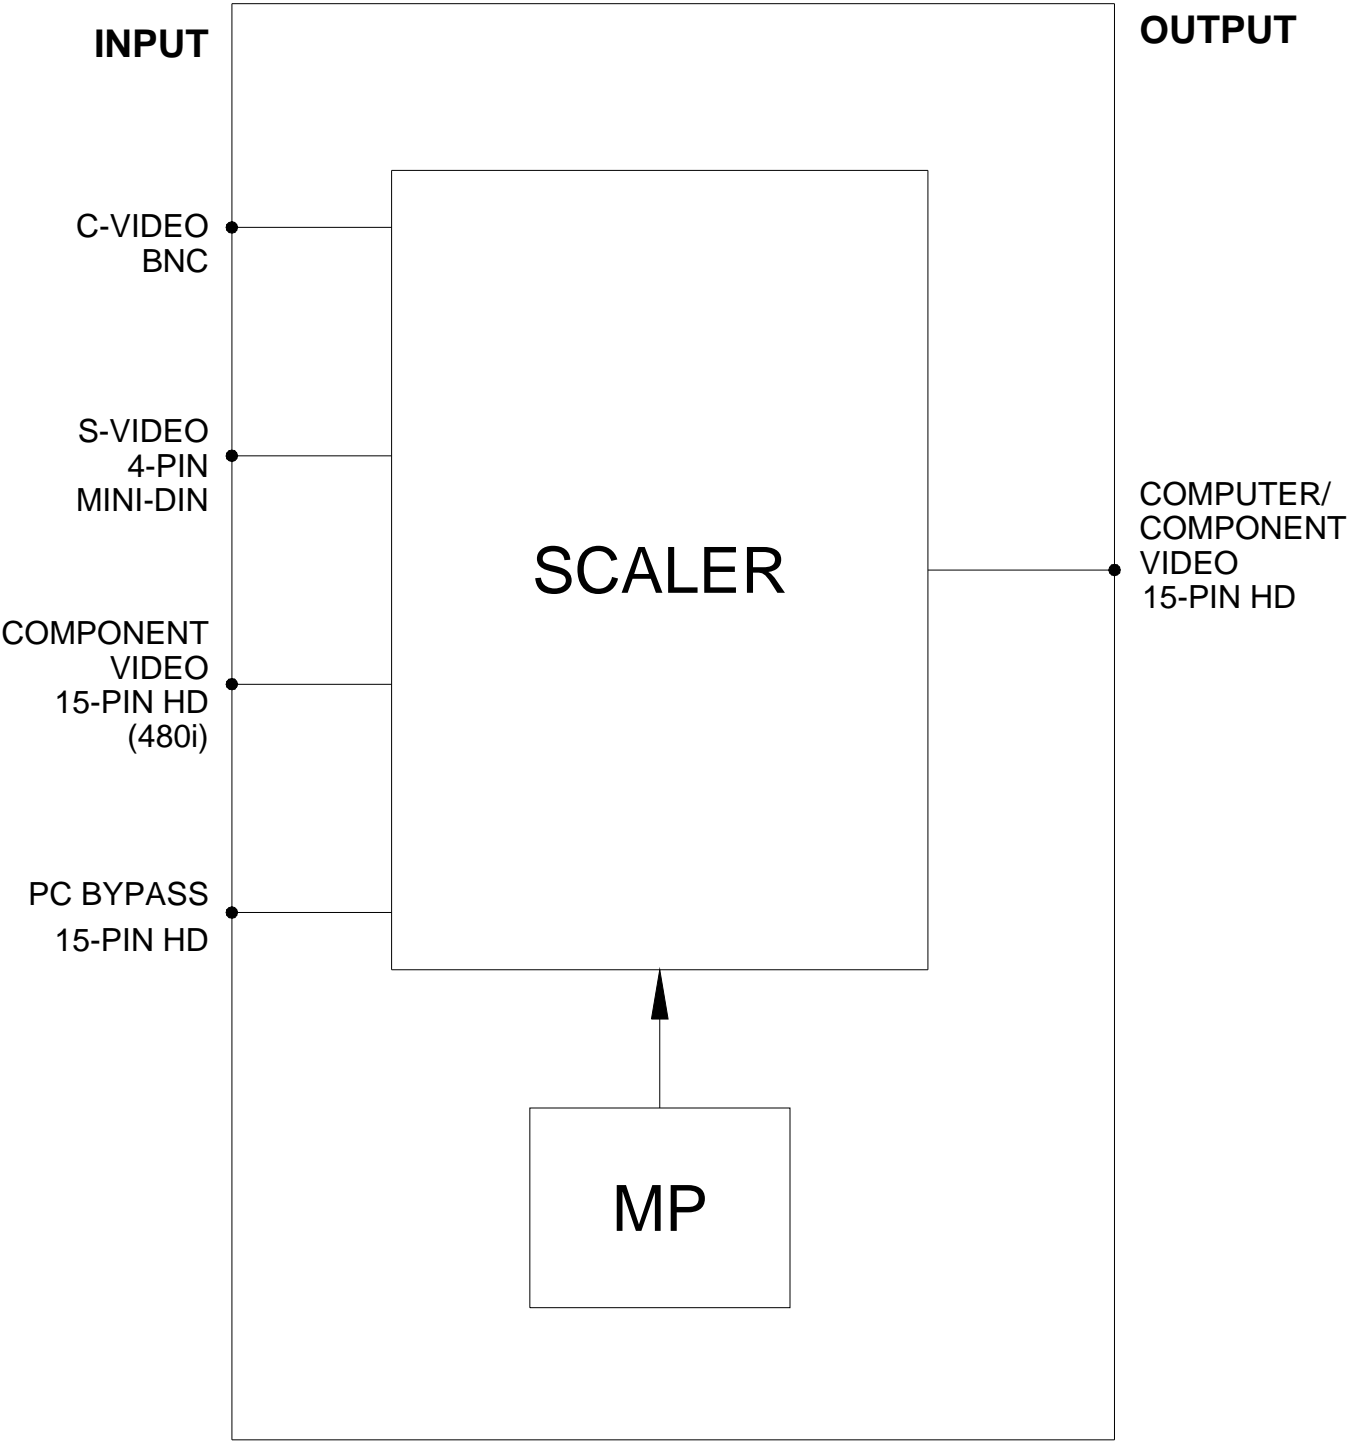 INPUT
OUTPUT
C-VIDEO
BNC
S-VIDEO
4-PIN
MINI-DIN
COMPONENT
VIDEO
15-PIN HD
(480i)
PC BYPASS
15-PIN HD
SCALER
MP
COMPUTER/
COMPONENT
VIDEO
15-PIN HD